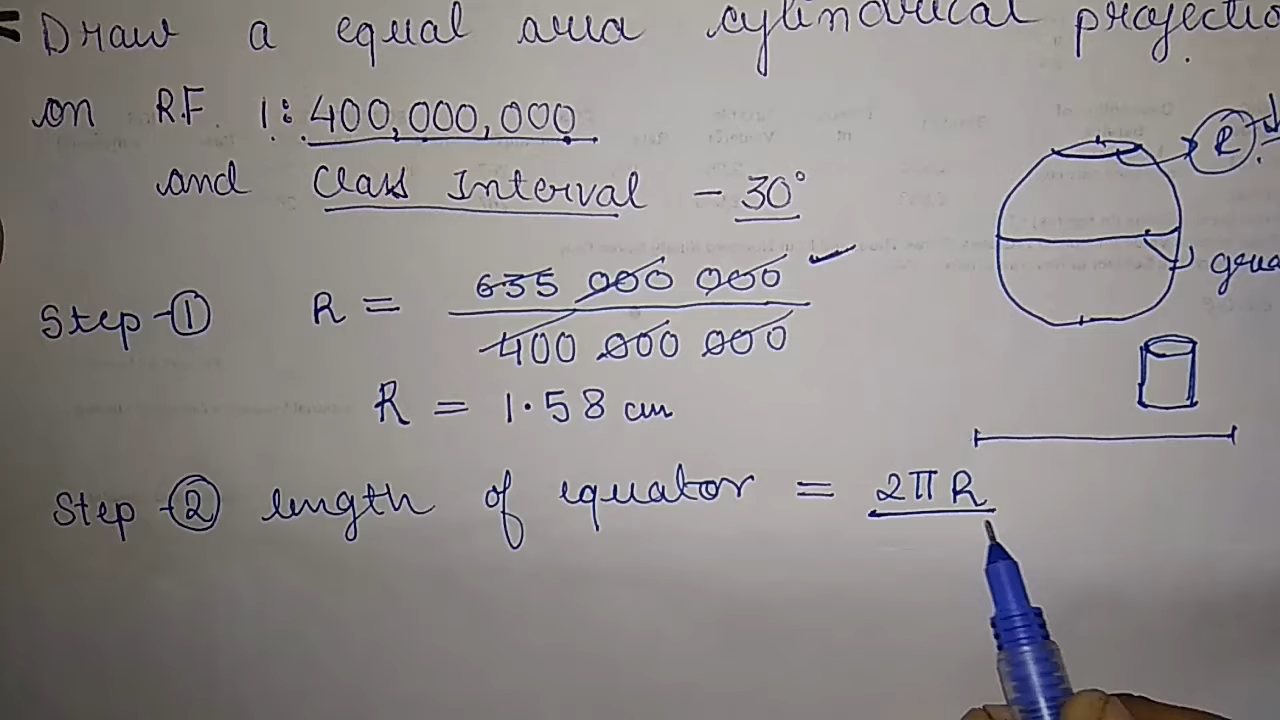 Draw a equal area cylindrical projectio
on R.F. 1:400,000,000
and Class Interval - 30°
R
Step-① R = 635 000 000 / 400 000 000
R = 1.58 cm
Step-② length of equator = 2πR